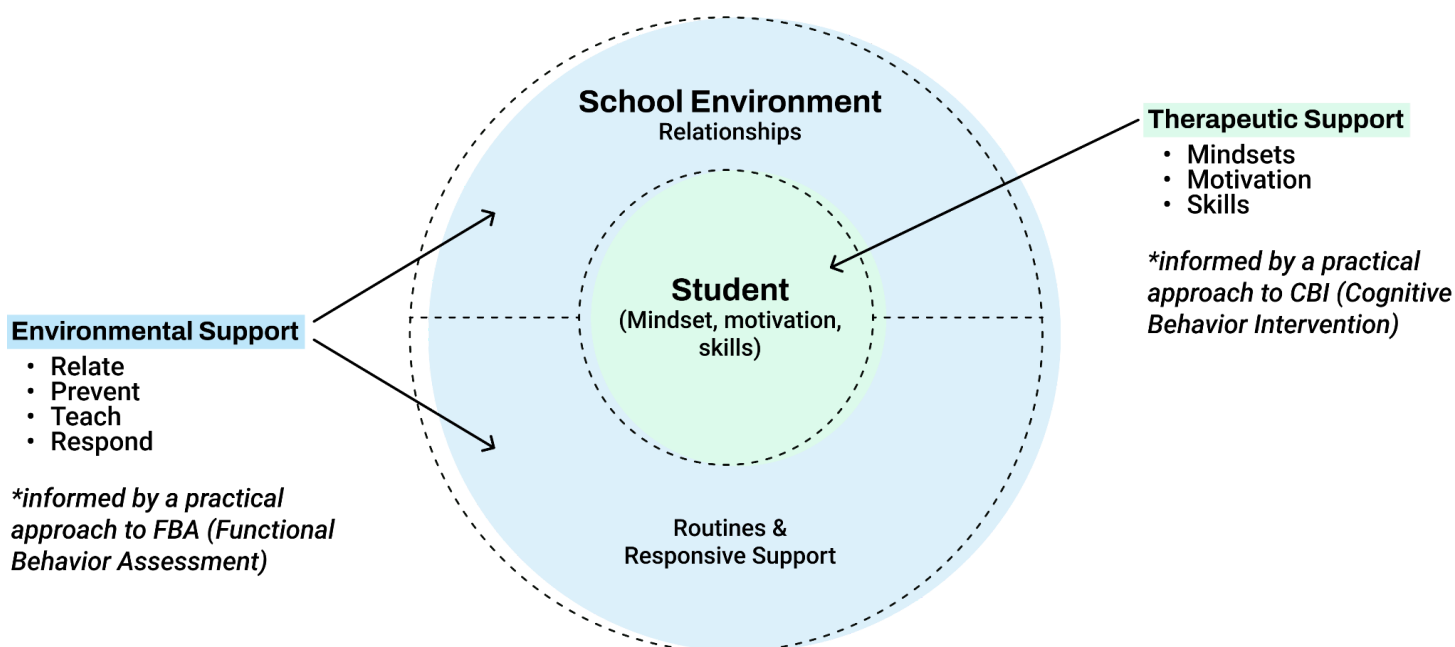 School Environment
Relationships
Student
(Mindset, motivation,
skills)
Routines &
Responsive Support
Environmental Support
• Relate
• Prevent
• Teach
• Respond
*informed by a practical
approach to FBA (Functional
Behavior Assessment)
Therapeutic Support
• Mindsets
• Motivation
• Skills
*informed by a practical
approach to CBI (Cognitive
Behavior Intervention)